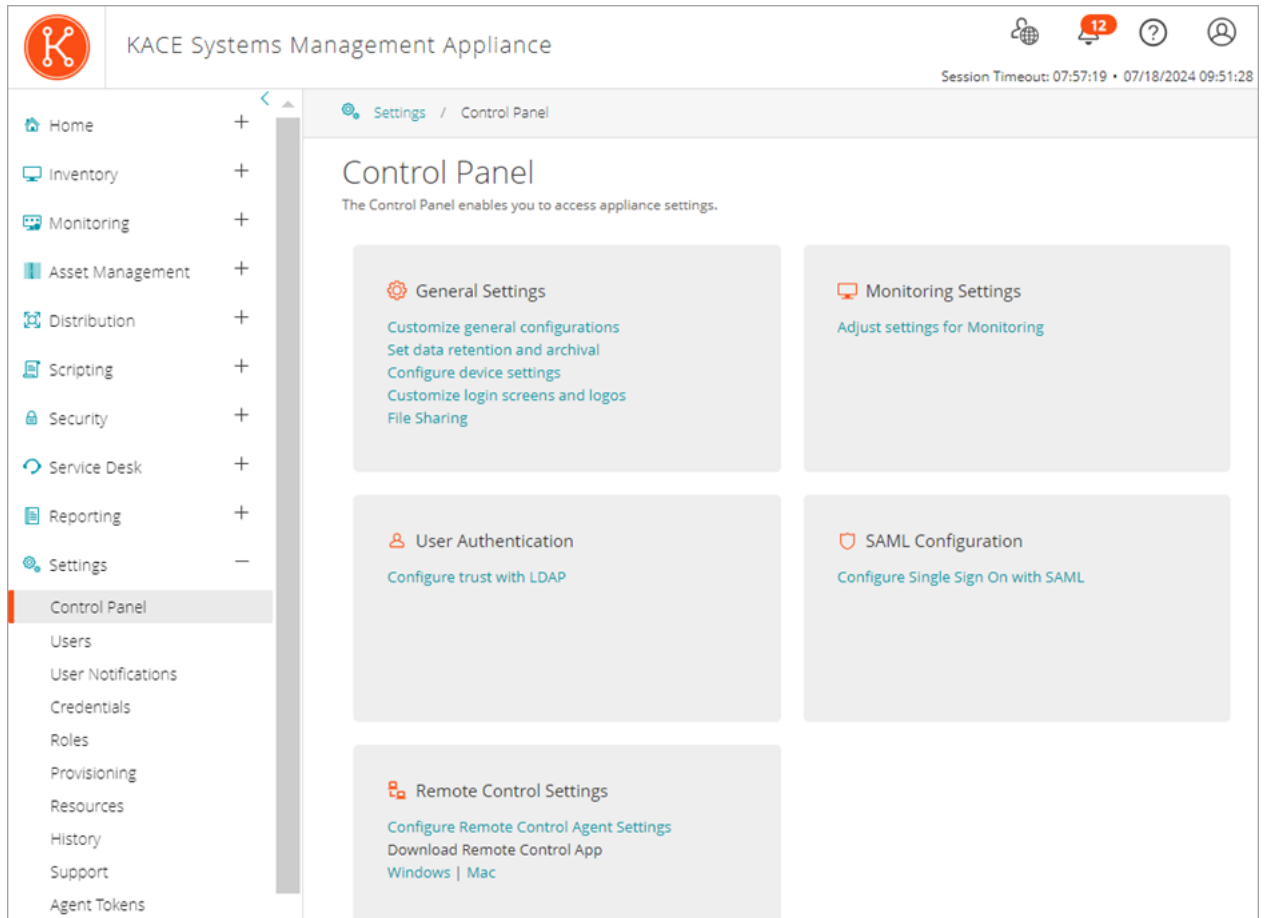 KACE Systems Management Appliance
12
Session Timeout: 07:57:19 • 07/18/2024 09:51:28
Home
Inventory
Monitoring
Asset Management
Distribution
Scripting
Security
Service Desk
Reporting
Settings
Control Panel
Users
User Notifications
Credentials
Roles
Provisioning
Resources
History
Support
Agent Tokens
Settings / Control Panel
Control Panel
The Control Panel enables you to access appliance settings.
General Settings
Customize general configurations
Set data retention and archival
Configure device settings
Customize login screens and logos
File Sharing
Monitoring Settings
Adjust settings for Monitoring
User Authentication
Configure trust with LDAP
SAML Configuration
Configure Single Sign On with SAML
Remote Control Settings
Configure Remote Control Agent Settings
Download Remote Control App
Windows | Mac